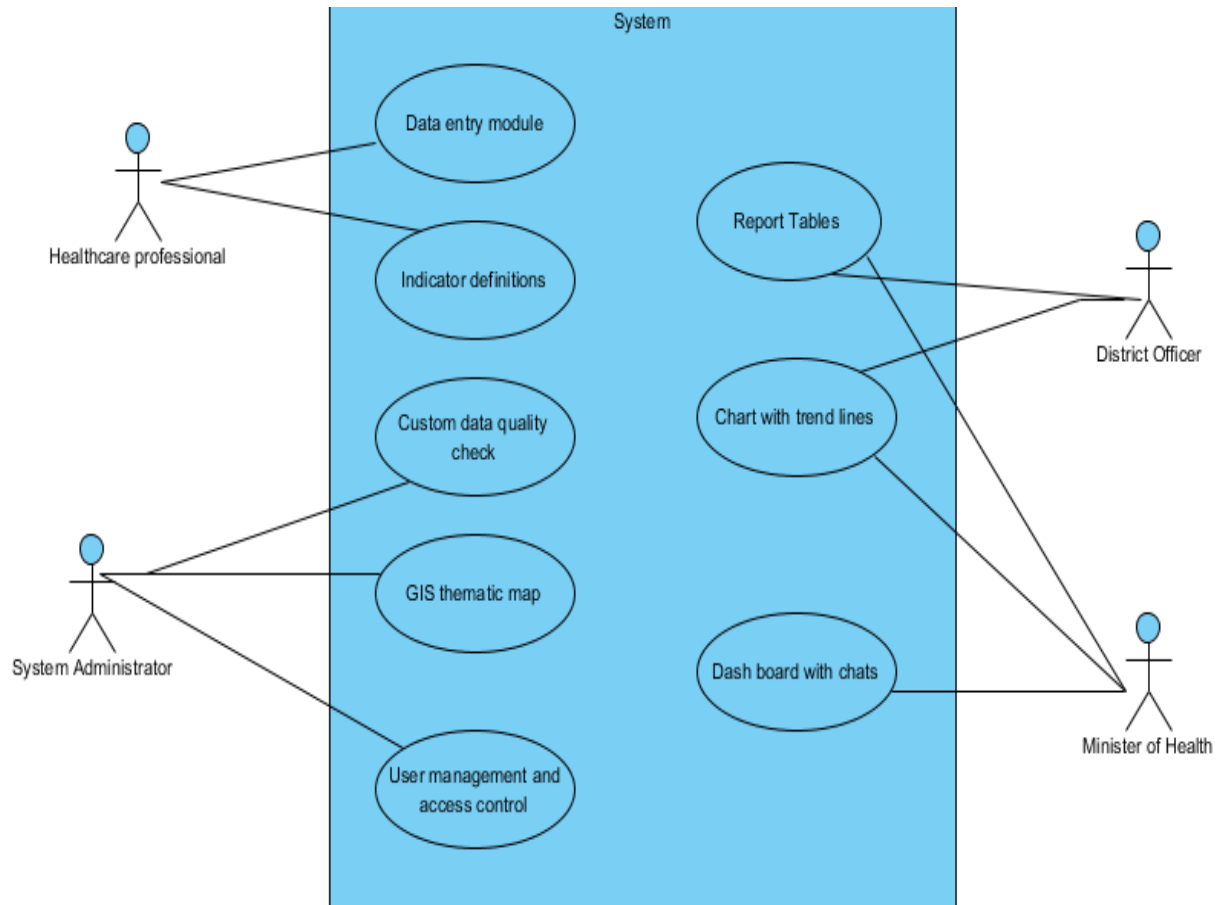 System
Data entry module
Healthcare professional
Indicator definitions
Custom data quality
check
GIS thematic map
System Administrator
User management and
access control
Report Tables
District Officer
Chart with trend lines
Dash board with chats
Minister of Health